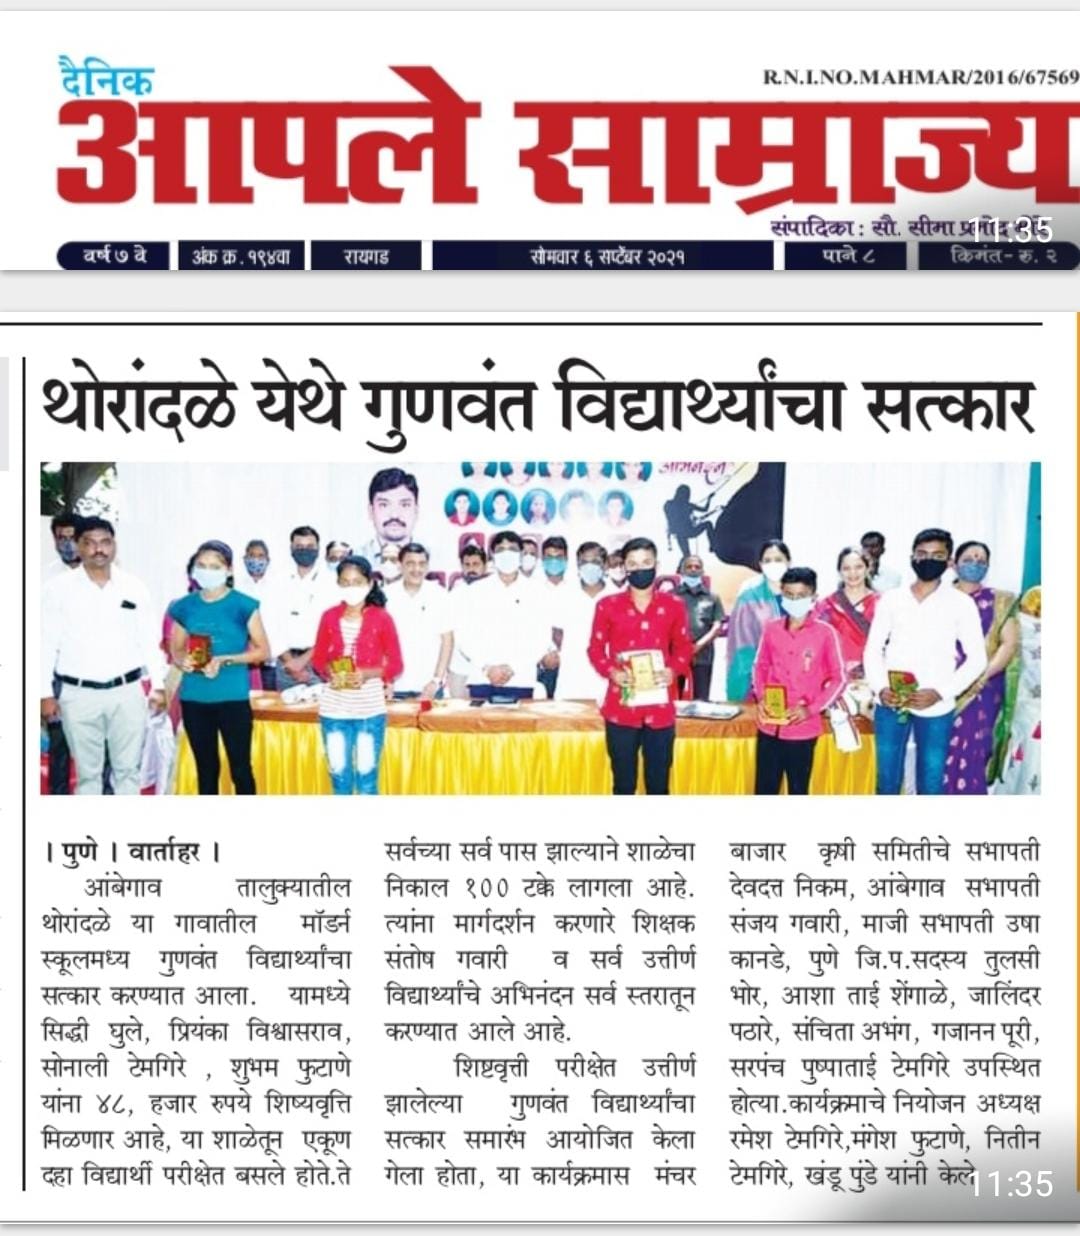 दैनिक
R.N.I.NO.MAHMAR/2016/67569
आपले साम्राज्य
संपादिका : सौ. सीमा
11:35
वर्ष ७ वे अंक क्र. १९४वा रायगड सोमवार ६ सप्टेंबर २०२१ पाने ८ किमंत- रु. २
थोरांदळे येथे गुणवंत विद्यार्थ्यांचा सत्कार
। पुणे । वार्ताहर ।
आंबेगाव तालुक्यातील
थोरांदळे या गावातील मॉडर्न
स्कूलमध्य गुणवंत विद्यार्थ्यांचा
सत्कार करण्यात आला. यामध्ये
सिद्धी घुले, प्रियंका विश्वासराव,
सोनाली टेमगिरे , शुभम फुटाणे
यांना ४८, हजार रुपये शिष्यवृत्ति
मिळणार आहे, या शाळेतून एकूण
दहा विद्यार्थी परीक्षेत बसले होते.ते
सर्वच्या सर्व पास झाल्याने शाळेचा
निकाल १०० टक्के लागला आहे.
त्यांना मार्गदर्शन करणारे शिक्षक
संतोष गवारी व सर्व उत्तीर्ण
विद्यार्थ्यांचे अभिनंदन सर्व स्तरातून
करण्यात आले आहे.
शिष्टवृत्ती परीक्षेत उत्तीर्ण
झालेल्या गुणवंत विद्यार्थ्यांचा
सत्कार समारंभ आयोजित केला
गेला होता, या कार्यक्रमास मंचर
बाजार कृषी समितीचे सभापती
देवदत्त निकम, आंबेगाव सभापती
संजय गवारी, माजी सभापती उषा
कानडे, पुणे जि.प.सदस्य तुलसी
भोर, आशा ताई शेंगाळे, जालिंदर
पठारे, संचिता अभंग, गजानन पूरी,
सरपंच पुष्पाताई टेमगिरे उपस्थित
होत्या.कार्यक्रमाचे नियोजन अध्यक्ष
रमेश टेमगिरे,मंगेश फुटाणे, नितीन
टेमगिरे, खंडू पुंडे यांनी केले
11:35